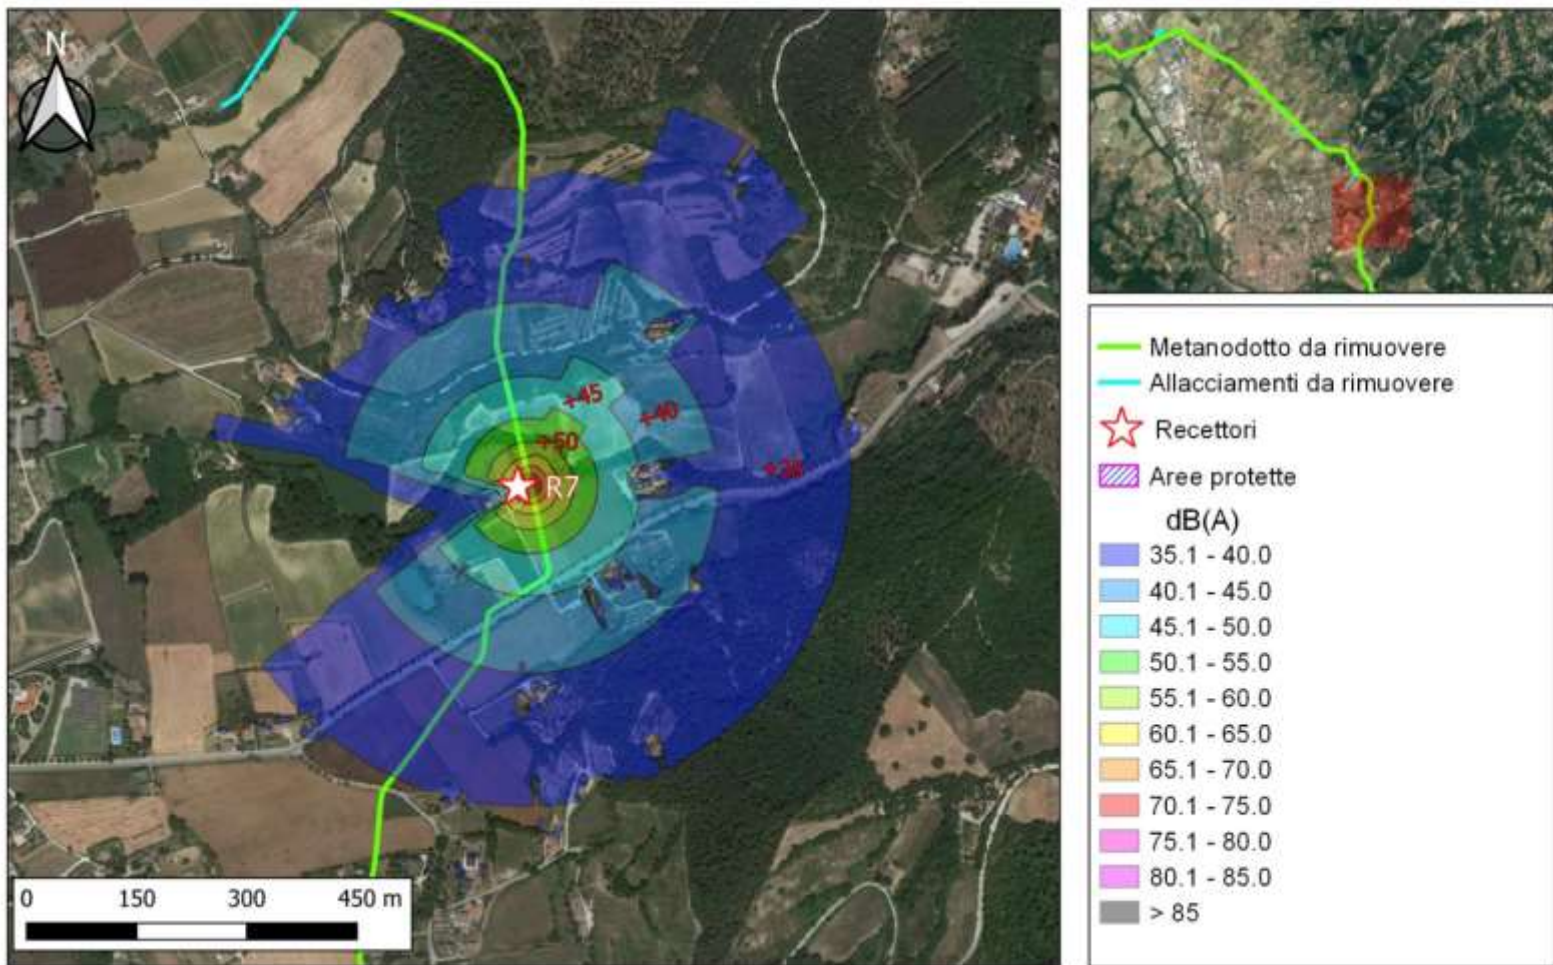 N
+45
+40
+50
+35
R7
0 150 300 450 m
Metanodotto da rimuovere
Allacciamenti da rimuovere
Recettori
Aree protette
dB(A)
35.1 - 40.0
40.1 - 45.0
45.1 - 50.0
50.1 - 55.0
55.1 - 60.0
60.1 - 65.0
65.1 - 70.0
70.1 - 75.0
75.1 - 80.0
80.1 - 85.0
> 85